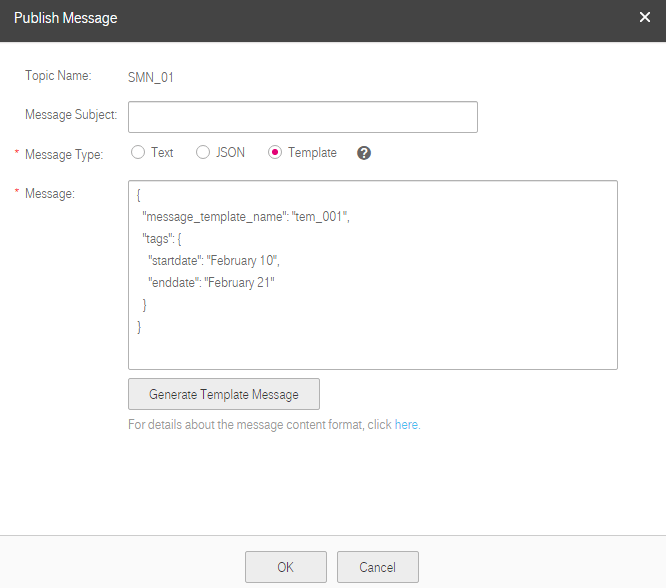 Publish Message
Topic Name: SMN_01
Message Subject:
* Message Type: Text JSON Template ?
* Message:
{
"message_template_name": "tem_001",
"tags": {
"startdate": "February 10",
"enddate": "February 21"
}
}
Generate Template Message
For details about the message content format, click here.
OK Cancel